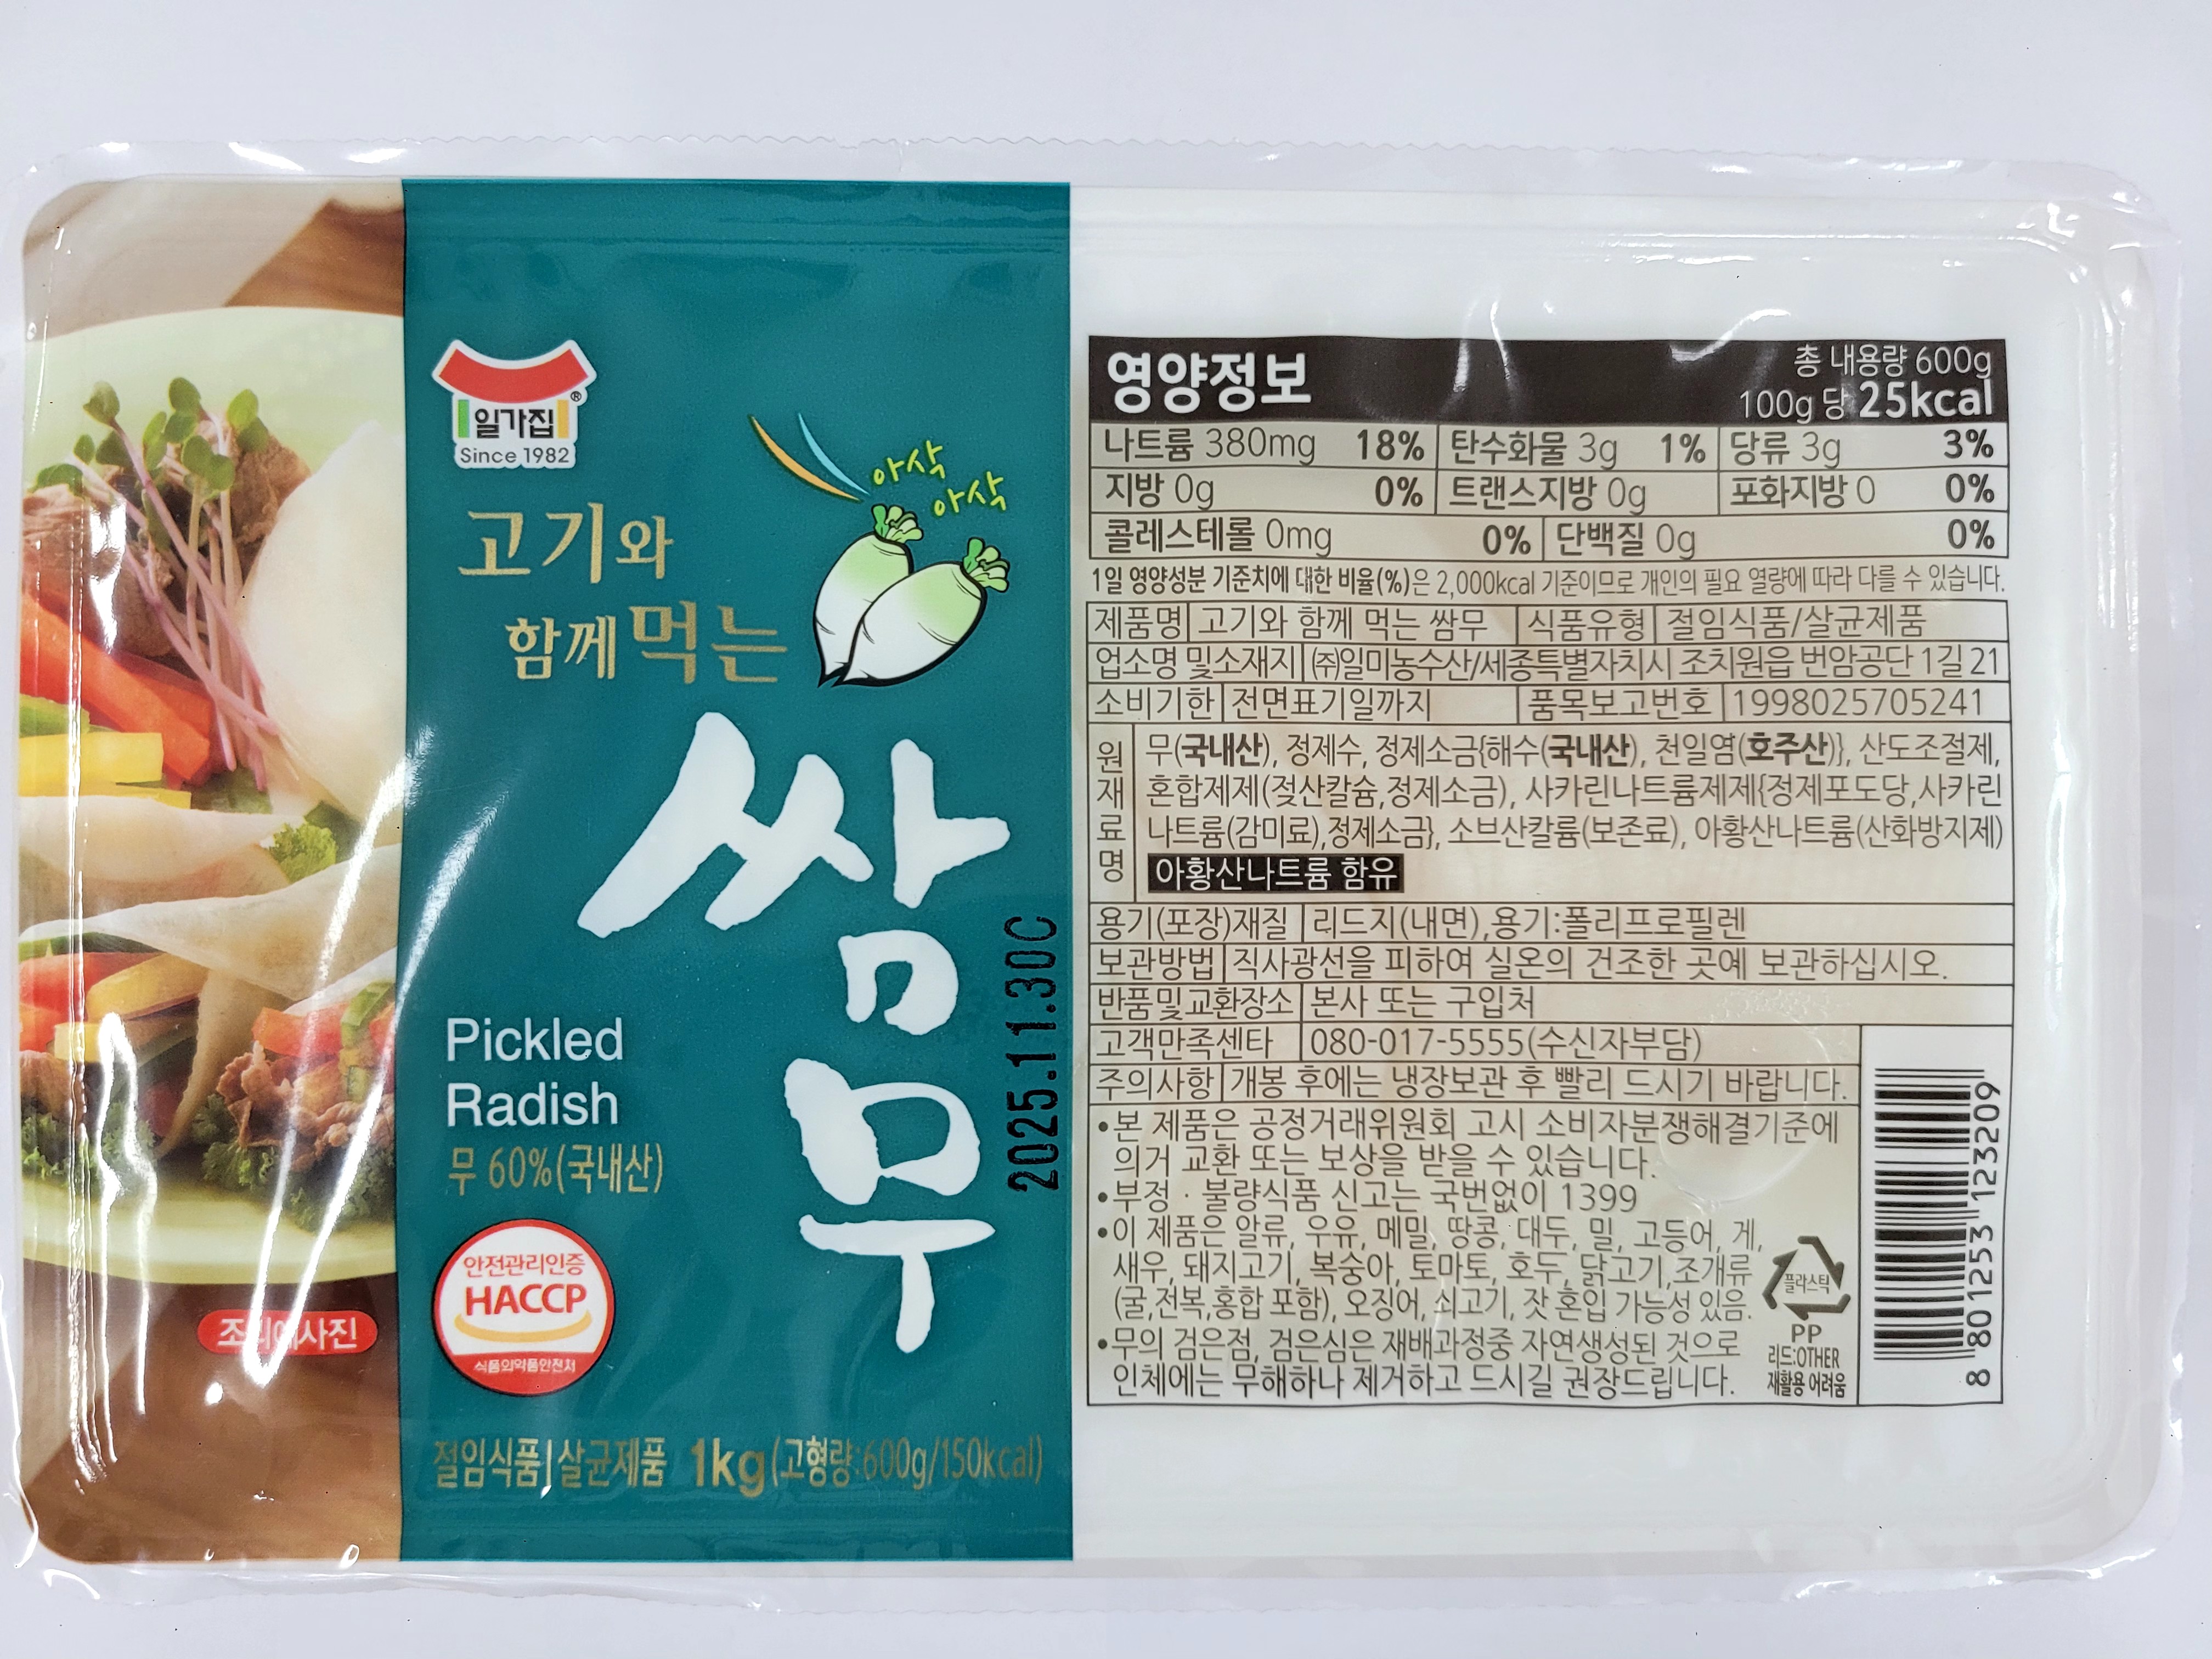 일가집®
Since 1982
고기와
함께 먹는
아삭
아삭
쌈
무
Pickled
Radish
무 60%(국내산)
안전관리인증
HACCP
식품의약품안전처
2025.11.30C
사진
절임식품|살균제품 1kg(고형량:600g/150kcal)
영양정보
총 내용량 600g
100g 당 25kcal
나트륨 380mg 18% 탄수화물 3g 1% 당류 3g 3%
지방 0g 0% 트랜스지방 0g 포화지방 0 0%
콜레스테롤 0mg 0% 단백질 0g 0%
1일 영양성분 기준치에 대한 비율(%)은 2,000kcal 기준이므로 개인의 필요 열량에 따라 다를 수 있습니다.
제품명 고기와 함께 먹는 쌈무 식품유형 절임식품/살균제품
업소명 및소재지 ㈜일미농수산/세종특별자치시 조치원읍 번암공단 1길 21
소비기한 전면표기일까지 품목보고번호 1998025705241
원재료명 무(국내산), 정제수, 정제소금{해수(국내산), 천일염(호주산)}, 산도조절제,
혼합제제(젖산칼슘,정제소금), 사카린나트륨제제{정제포도당,사카린
나트륨(감미료),정제소금}, 소브산칼륨(보존료), 아황산나트륨(산화방지제)
아황산나트륨 함유
용기(포장)재질 리드지(내면),용기:폴리프로필렌
보관방법 직사광선을 피하여 실온의 건조한 곳에 보관하십시오.
반품및교환장소 본사 또는 구입처
고객만족센타 080-017-5555(수신자부담)
주의사항 개봉 후에는 냉장보관 후 빨리 드시기 바랍니다.
•본 제품은 공정거래위원회 고시 소비자분쟁해결기준에
의거 교환 또는 보상을 받을 수 있습니다.
•부정 · 불량식품 신고는 국번없이 1399
•이 제품은 알류, 우유, 메밀, 땅콩, 대두, 밀, 고등어, 게,
새우, 돼지고기, 복숭아, 토마토, 호두, 닭고기,조개류
(굴,전복,홍합 포함), 오징어, 쇠고기, 잣 혼입 가능성 있음.
•무의 검은점, 검은심은 재배과정중 자연생성된 것으로
인체에는 무해하나 제거하고 드시길 권장드립니다.
플라스틱
PP
리드:OTHER
재활용 어려움
8 801253 123209